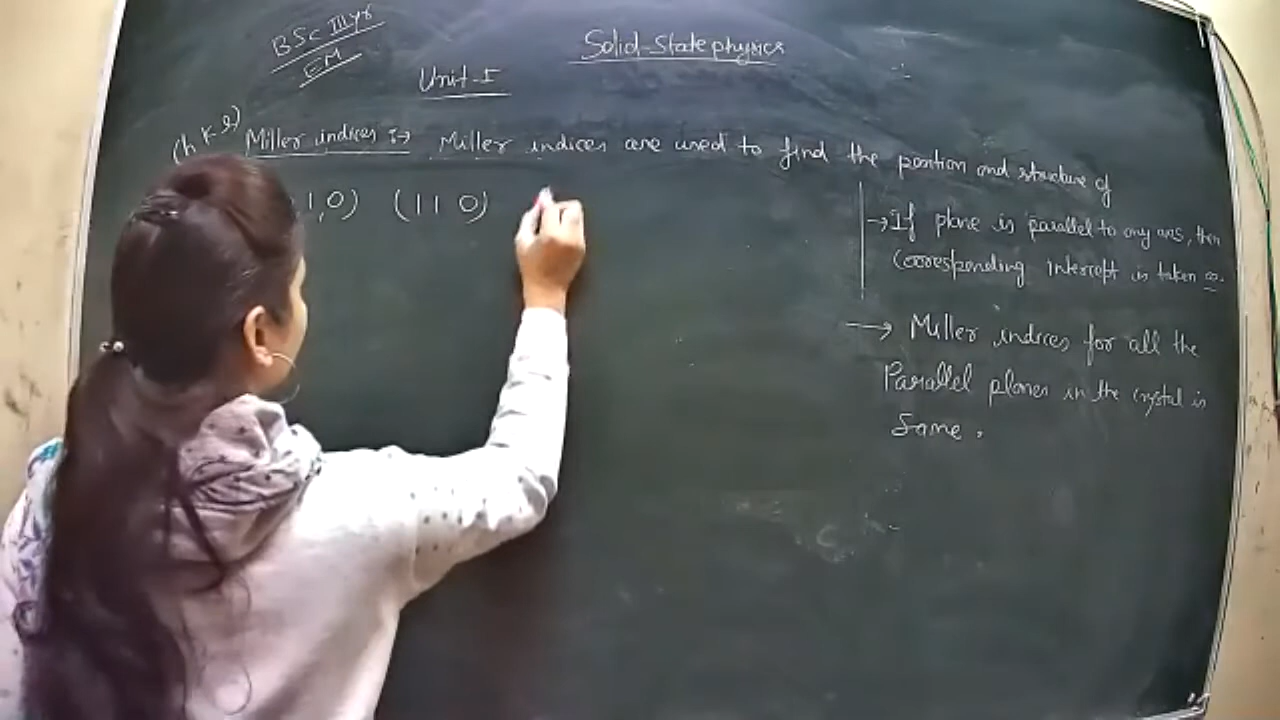 BSc III yr
EM
Solid-State physics
Unit-I
(h k l) Miller indices :→ Miller indices are used to find the position and structure of
1,0) (1 1 0)
→ If plane is parallel to any axis, then
corresponding intercept is taken ∞.
→ Miller indices for all the
Parallel planes in the crystal is
Same.